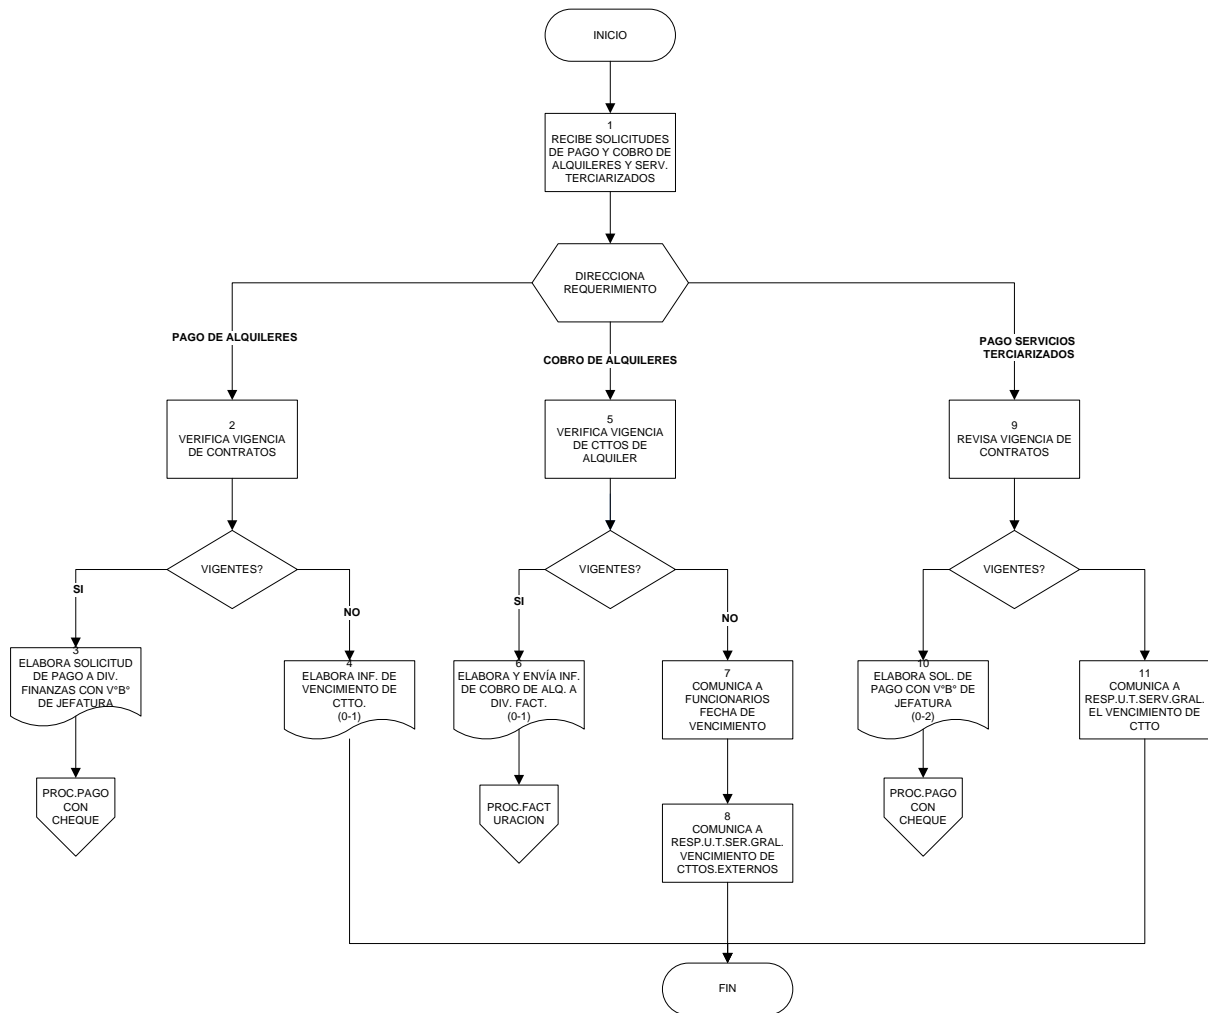 INICIO
1
RECIBE SOLICITUDES
DE PAGO Y COBRO DE
ALQUILERES Y SERV.
TERCIARIZADOS
DIRECCIONA
REQUERIMIENTO
PAGO DE ALQUILERES
COBRO DE ALQUILERES
PAGO SERVICIOS
TERCIARIZADOS
2
VERIFICA VIGENCIA
DE CONTRATOS
5
VERIFICA VIGENCIA
DE CTTOS DE
ALQUILER
9
REVISA VIGENCIA DE
CONTRATOS
VIGENTES?
VIGENTES?
VIGENTES?
SI
NO
SI
NO
3
ELABORA SOLICITUD
DE PAGO A DIV.
FINANZAS CON V°B°
DE JEFATURA
4
ELABORA INF. DE
VENCIMIENTO DE
CTTO.
(0-1)
6
ELABORA Y ENVÍA INF.
DE COBRO DE ALQ. A
DIV. FACT.
(0-1)
7
COMUNICA A
FUNCIONARIOS
FECHA DE
VENCIMIENTO
10
ELABORA SOL. DE
PAGO CON V°B° DE
JEFATURA
(0-2)
11
COMUNICA A
RESP.U.T.SERV.GRAL.
EL VENCIMIENTO DE
CTTO
PROC.PAGO
CON
CHEQUE
PROC.FACT
URACION
8
COMUNICA A
RESP.U.T.SER.GRAL.
VENCIMIENTO DE
CTTOS.EXTERNOS
PROC.PAGO
CON
CHEQUE
FIN